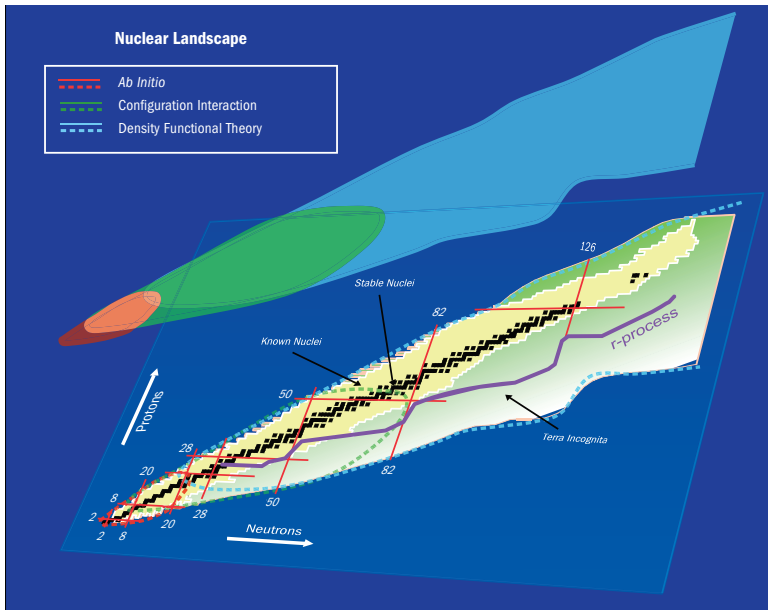 Nuclear Landscape
Ab Initio
Configuration Interaction
Density Functional Theory
126
Stable Nuclei
82
r-process
Known Nuclei
50
Protons
Terra Incognita
28
82
20
8
50
28
20
2
Neutrons
2
8